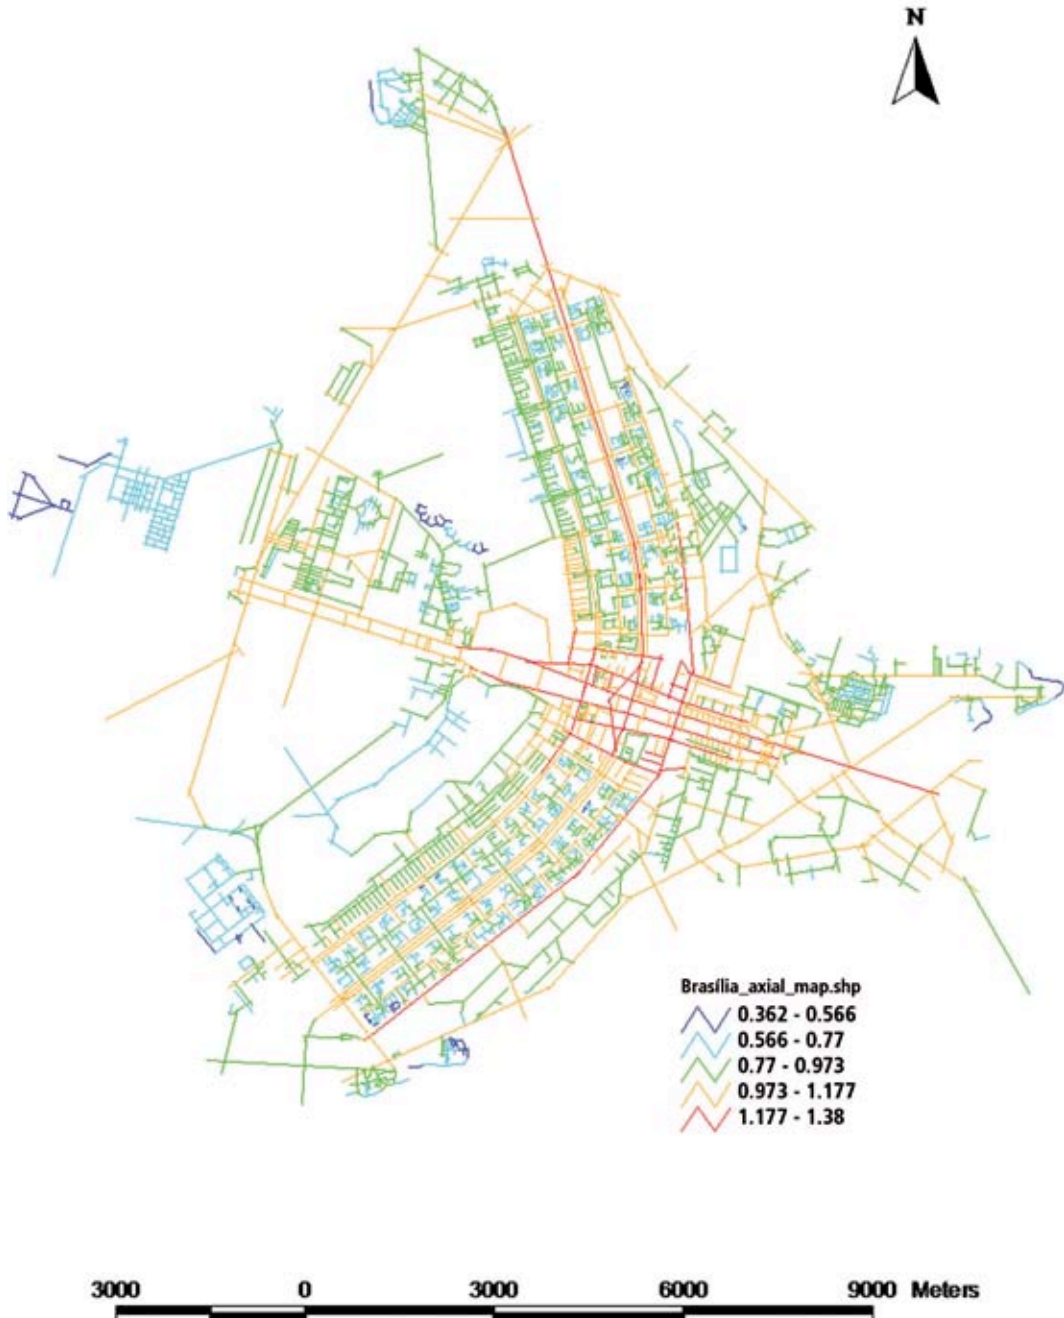 N
Brasília_axial_map.shp
0.362 - 0.566
0.566 - 0.77
0.77 - 0.973
0.973 - 1.177
1.177 - 1.38
3000 0 3000 6000 9000 Meters